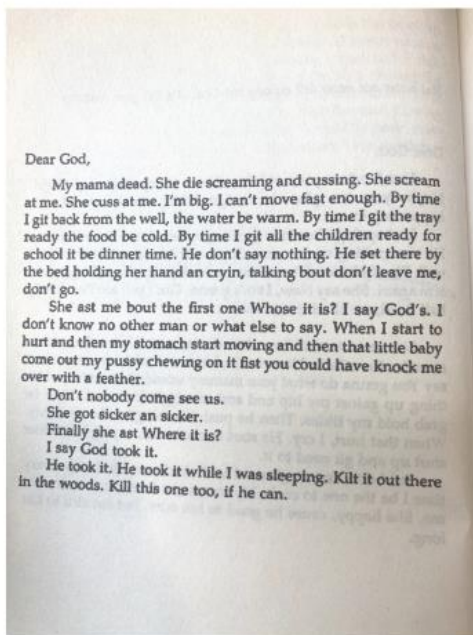 Dear God,
My mama dead. She die screaming and cussing. She scream
at me. She cuss at me. I'm big. I can't move fast enough. By time
I git back from the well, the water be warm. By time I git the tray
ready the food be cold. By time I git all the children ready for
school it be dinner time. He don't say nothing. He set there by
the bed holding her hand an cryin, talking bout don't leave me,
don't go.
She ast me bout the first one Whose it is? I say God's. I
don't know no other man or what else to say. When I start to
hurt and then my stomach start moving and then that little baby
come out my pussy chewing on it fist you could have knock me
over with a feather.
Don't nobody come see us.
She got sicker an sicker.
Finally she ast Where it is?
I say God took it.
He took it. He took it while I was sleeping. Kilt it out there
in the woods. Kill this one too, if he can.